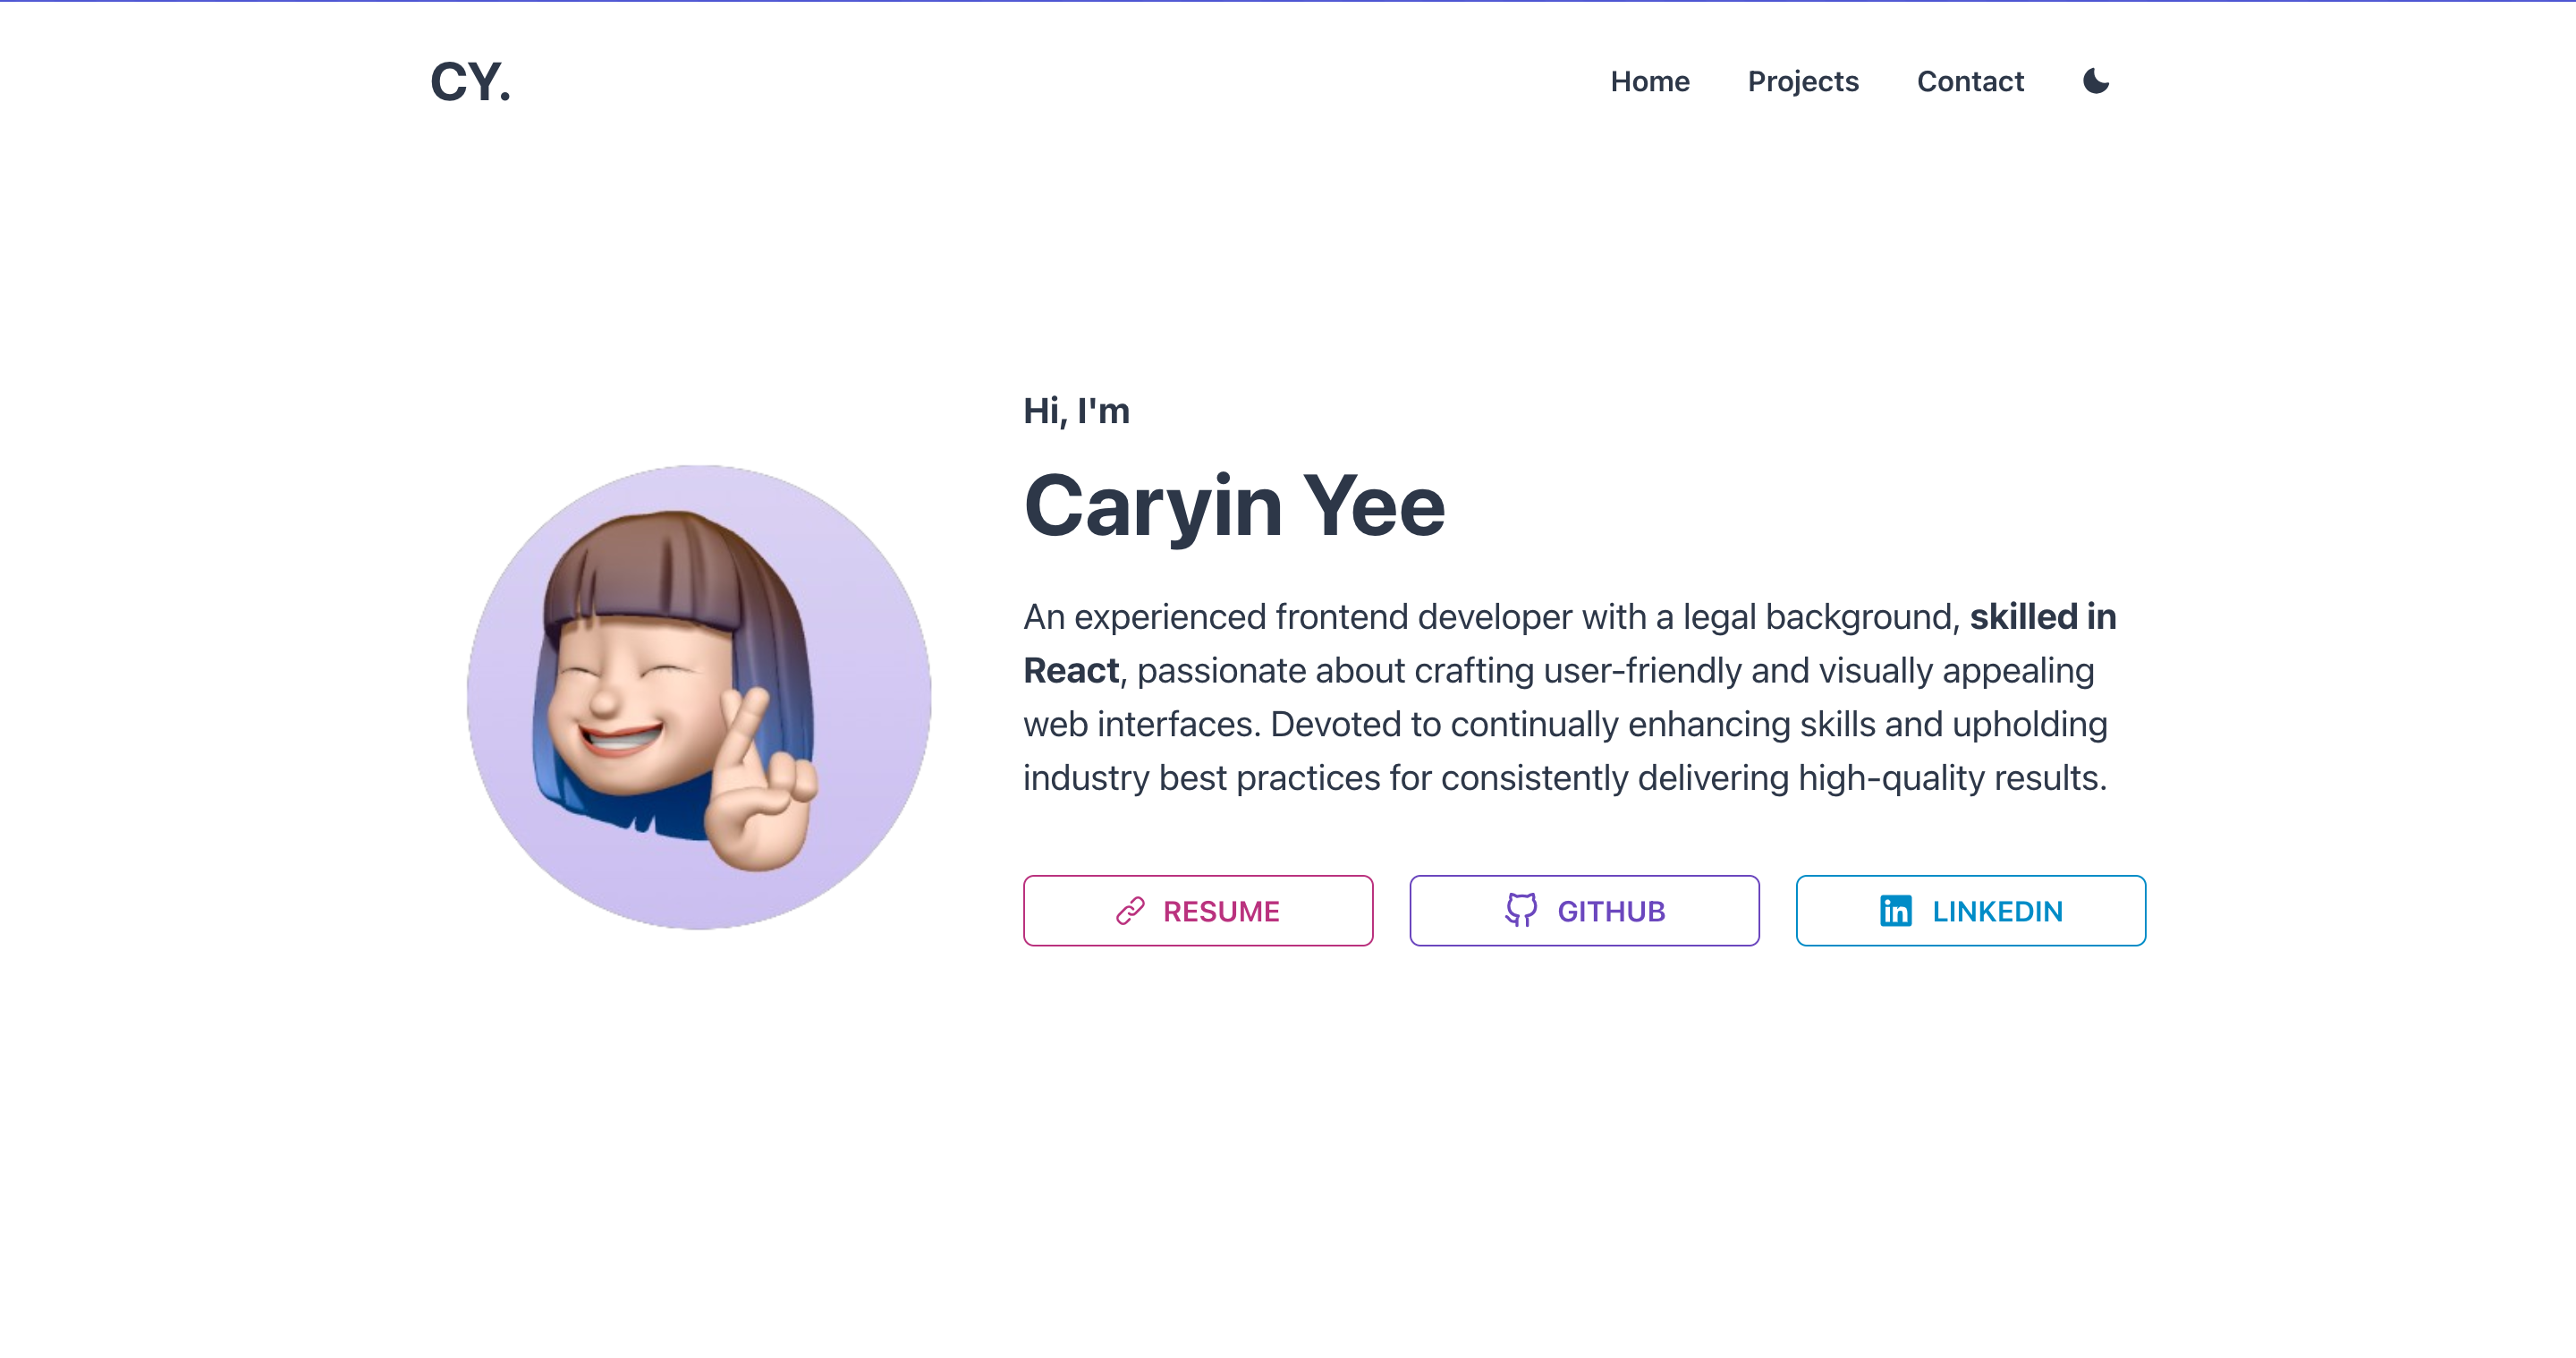 CY.
Home Projects Contact
Hi, I'm
Caryin Yee
An experienced frontend developer with a legal background, skilled in
React, passionate about crafting user-friendly and visually appealing
web interfaces. Devoted to continually enhancing skills and upholding
industry best practices for consistently delivering high-quality results.
RESUME GITHUB in LINKEDIN